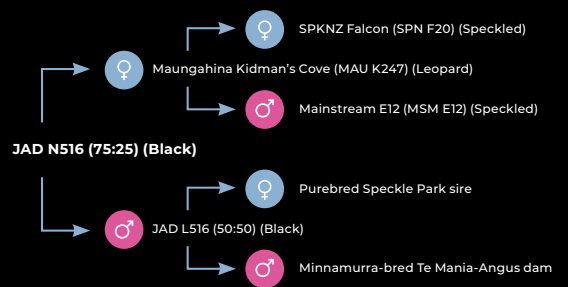 SPKNZ Falcon (SPN F20) (Speckled)
Maungahina Kidman's Cove (MAU K247) (Leopard)
Mainstream E12 (MSM E12) (Speckled)
JAD N516 (75:25) (Black)
Purebred Speckle Park sire
JAD L516 (50:50) (Black)
Minnamurra-bred Te Mania-Angus dam